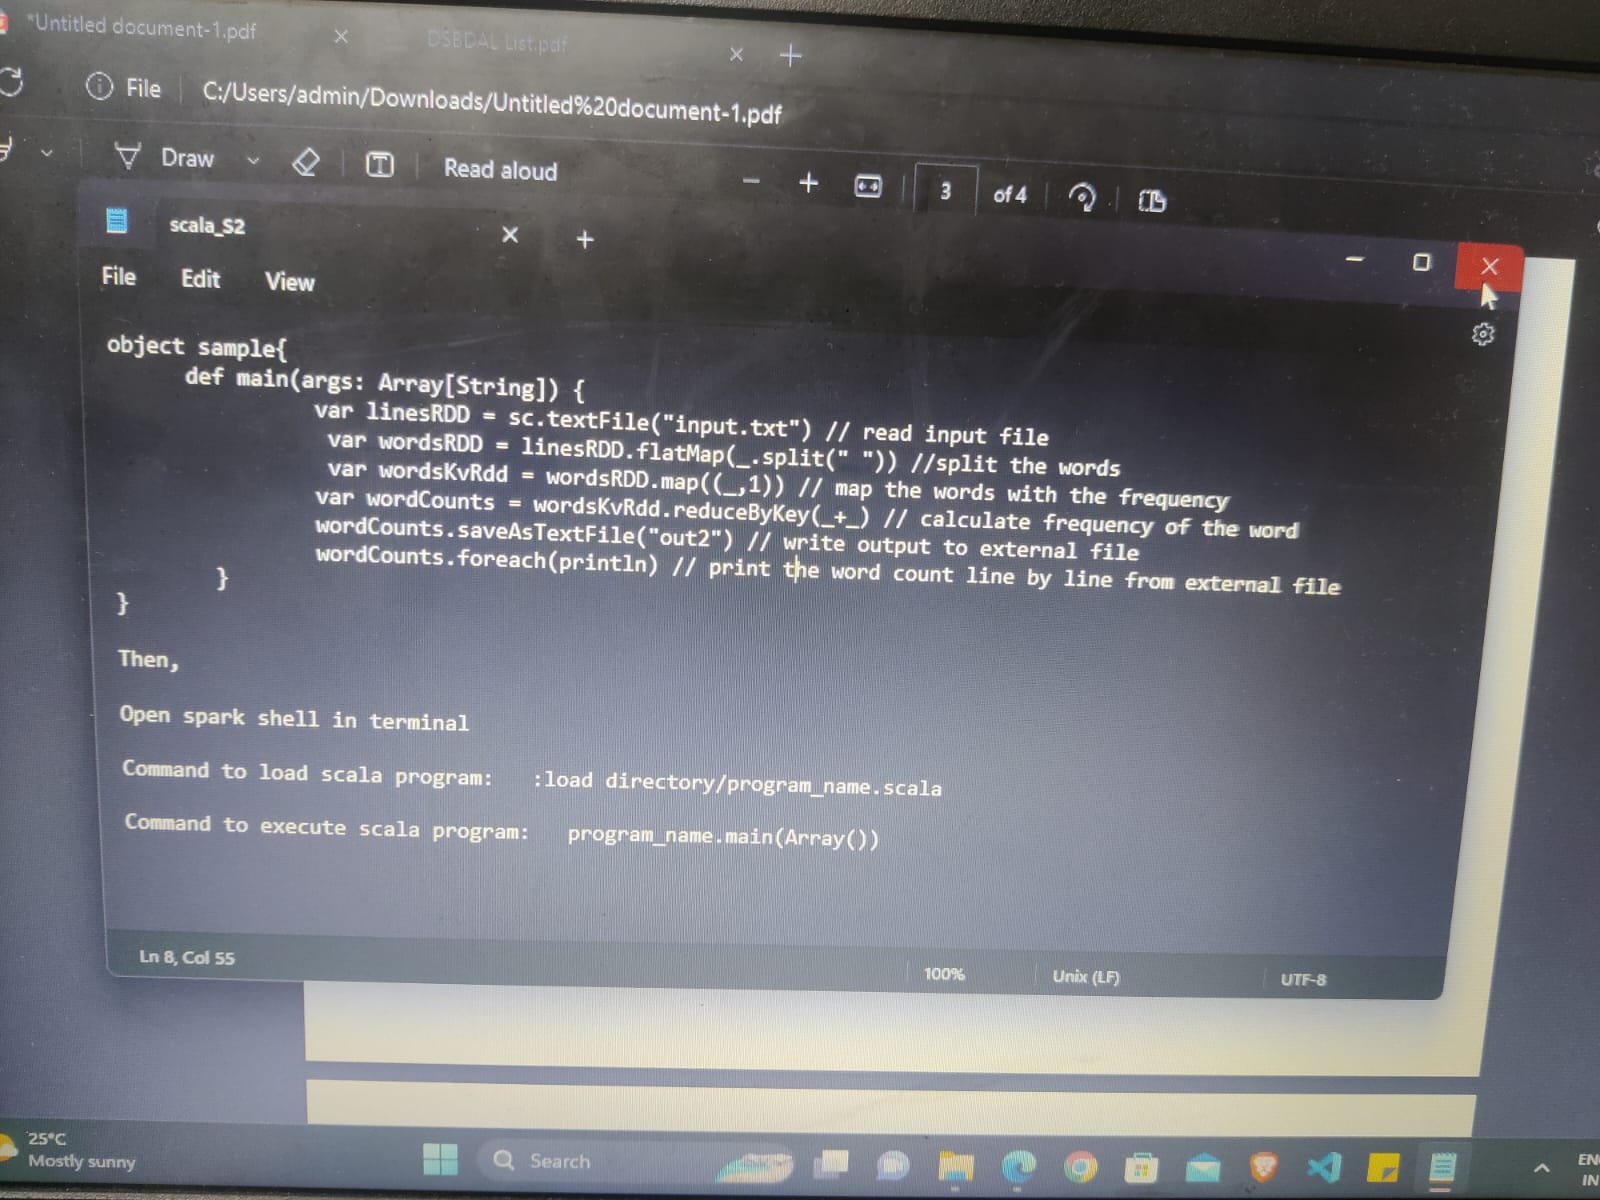 *Untitled document-1.pdf
DSBDAL List.pdf
File
C:/Users/admin/Downloads/Untitled%20document-1.pdf
Draw
Read aloud
3 of 4
scala_S2
File Edit View
object sample{
def main(args: Array[String]) {
var linesRDD = sc.textFile("input.txt") // read input file
var wordsRDD = linesRDD.flatMap(_.split(" ")) //split the words
var wordsKvRdd = wordsRDD.map((_,1)) // map the words with the frequency
var wordCounts = wordsKvRdd.reduceByKey(_+_) // calculate frequency of the word
wordCounts.saveAsTextFile("out2") // write output to external file
wordCounts.foreach(println) // print the word count line by line from external file
}
}
Then,
Open spark shell in terminal
Command to load scala program: :load directory/program_name.scala
Command to execute scala program: program_name.main(Array())
Ln 8, Col 55
100%
Unix (LF)
UTF-8
25°C
Mostly sunny
Search
EN
IN